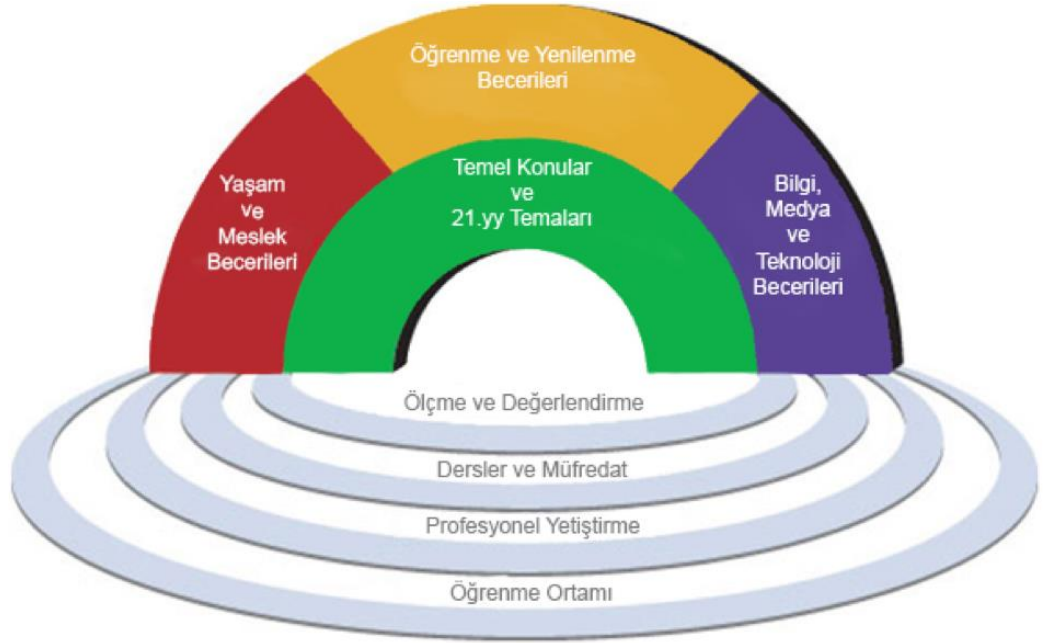 Öğrenme ve Yenilenme
Becerileri
Yaşam
ve
Meslek
Becerileri
Temel Konular
ve
21.yy Temaları
Bilgi,
Medya
ve
Teknoloji
Becerileri
Ölçme ve Değerlendirme
Dersler ve Müfredat
Profesyonel Yetiştirme
Öğrenme Ortamı